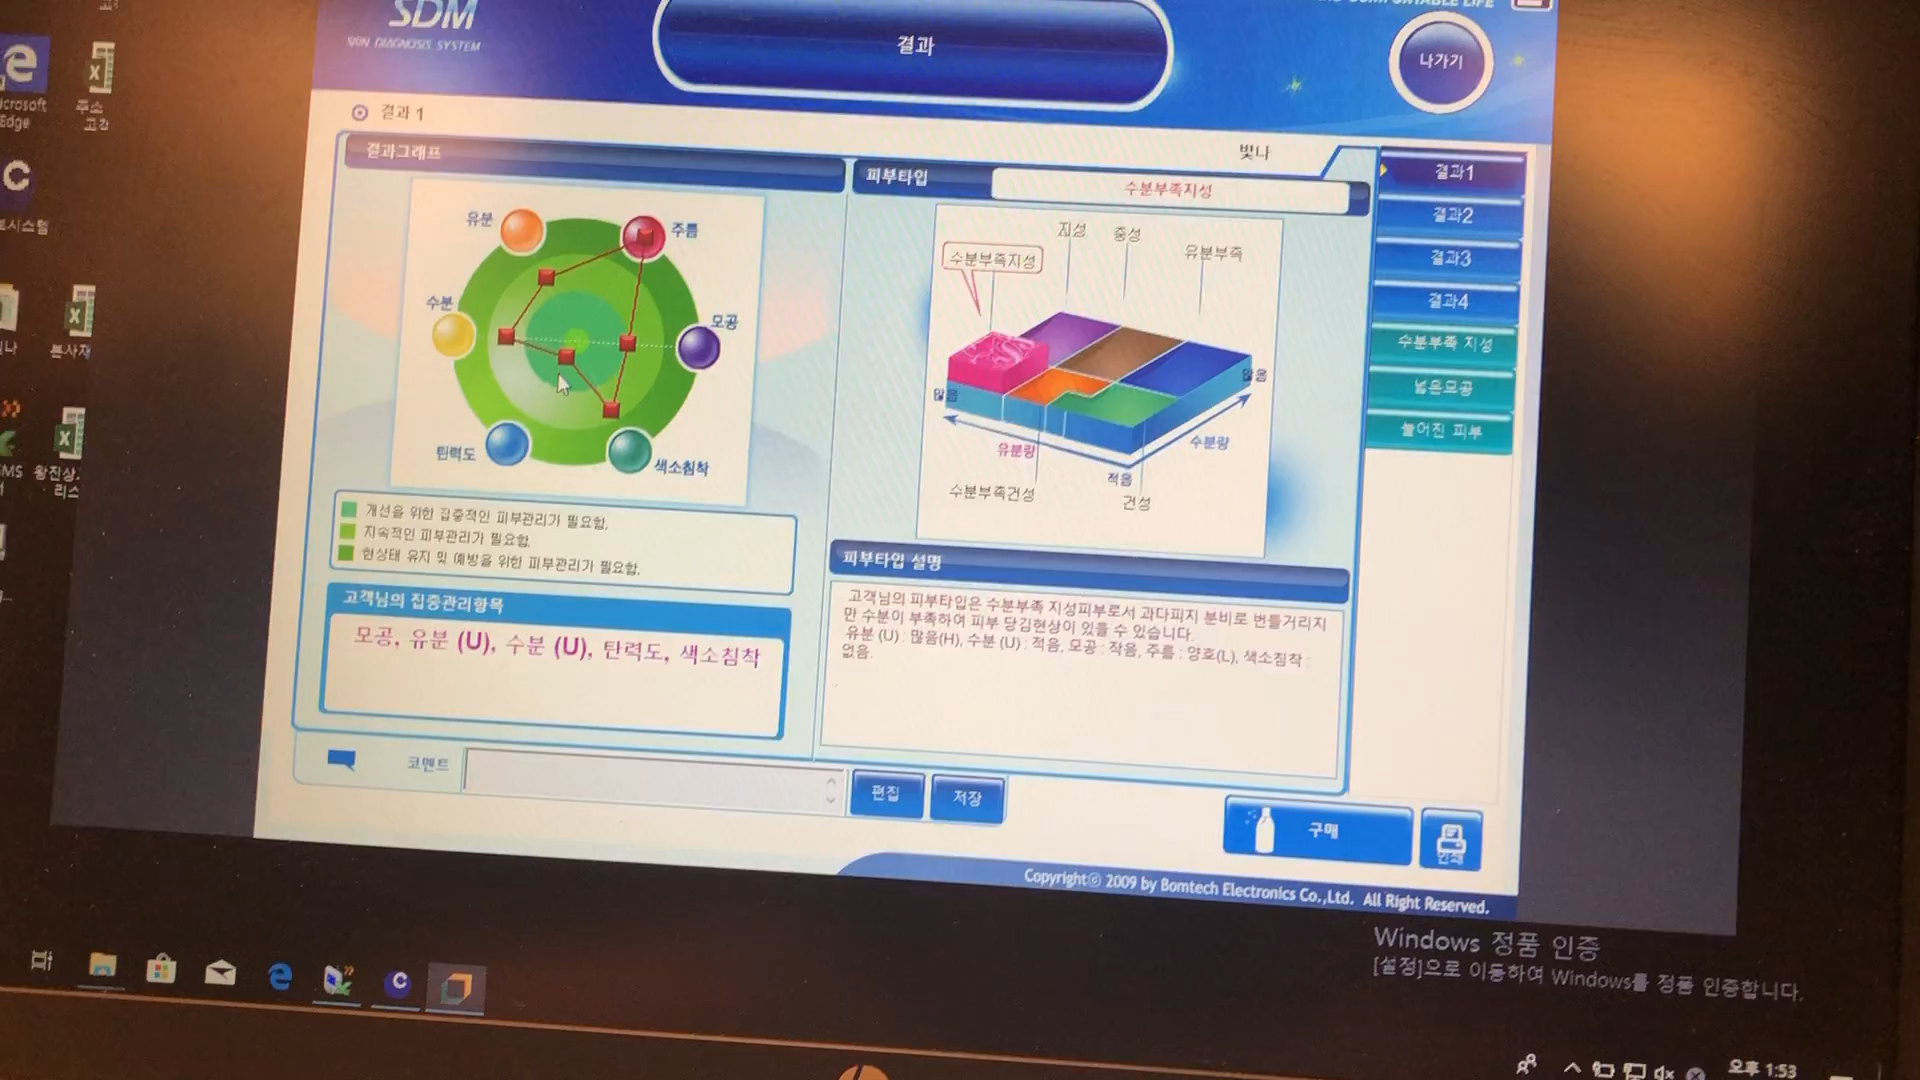 SDM
SKIN DIAGNOSIS SYSTEM
결과
나가기
결과 1
빛나
결과그래프
유분
주름
수분
모공
탄력도
색소침착
개선을 위한 집중적인 피부관리가 필요함.
지속적인 피부관리가 필요함.
현상태 유지 및 예방을 위한 피부관리가 필요함.
고객님의 집중관리항목
모공, 유분 (U), 수분 (U), 탄력도, 색소침착
코멘트
편집
저장
피부타입
수분부족지성
지성
중성
유분부족
수분부족지성
많음
많음
유분량
수분량
적음
수분부족건성
건성
피부타입 설명
고객님의 피부타입은 수분부족 지성피부로서 과다피지 분비로 번들거리지
만 수분이 부족하여 피부 당김현상이 있을 수 있습니다.
유분 (U) : 많음(H), 수분 (U) : 적음, 모공 : 작음, 주름 : 양호(L), 색소침착 :
없음.
결과1
결과2
결과3
결과4
수분부족 지성
넓은모공
늘어진 피부
구매
인쇄
Copyrightⓒ 2009 by Bomtech Electronics Co.,Ltd. All Right Reserved.
Windows 정품 인증
[설정]으로 이동하여 Windows를 정품 인증합니다.
오후 1:53
Edge
주소